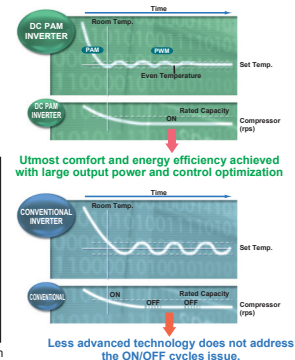 Time
DC PAM
INVERTER
Room Temp.
PAM
PWM
Even Temperature
Set Temp.
DC PAM
INVERTER
Rated Capacity
ON
Compressor
(rps)
Utmost comfort and energy efficiency achieved
with large output power and control optimization
Time
CONVENTIONAL
INVERTER
Room Temp.
Set Temp.
CONVENTIONAL
ON
Rated Capacity
OFF
OFF
Compressor
(rps)
Less advanced technology does not address
the ON/OFF cycles issue.